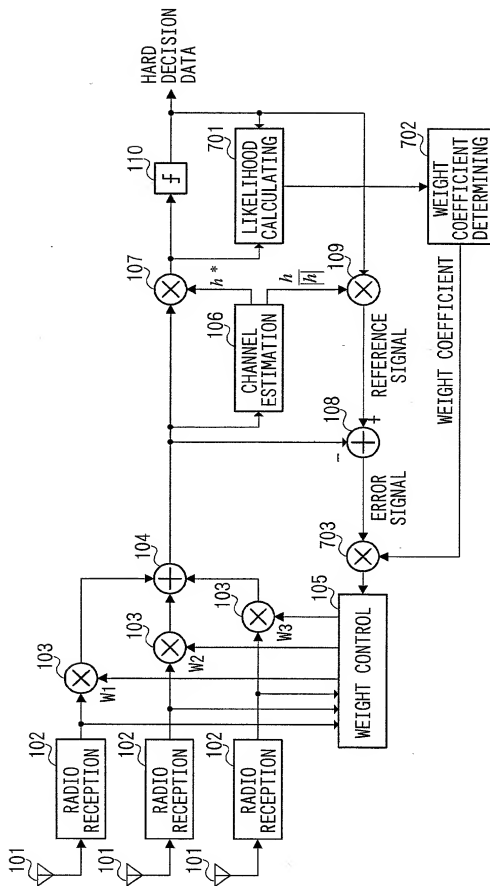 101
102
RADIO
RECEPTION
103
W1
101
102
RADIO
RECEPTION
103
W2
101
102
RADIO
RECEPTION
103
W3
104
105
WEIGHT CONTROL
106
CHANNEL
ESTIMATION
h*
h
|h|
107
110
HARD
DECISION
DATA
701
LIKELIHOOD
CALCULATING
109
REFERENCE
SIGNAL
108
+
-
ERROR
SIGNAL
703
WEIGHT COEFFICIENT
702
WEIGHT
COEFFICIENT
DETERMINING